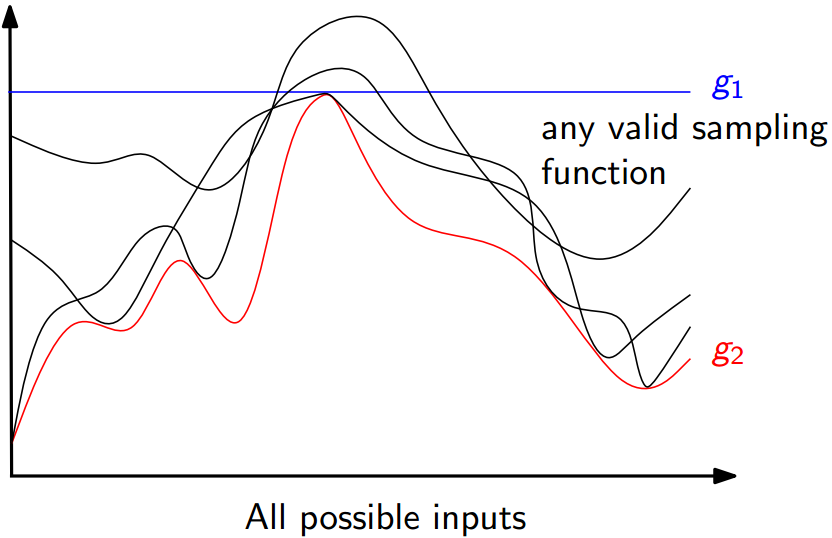 g₁
any valid sampling
function
g₂
All possible inputs